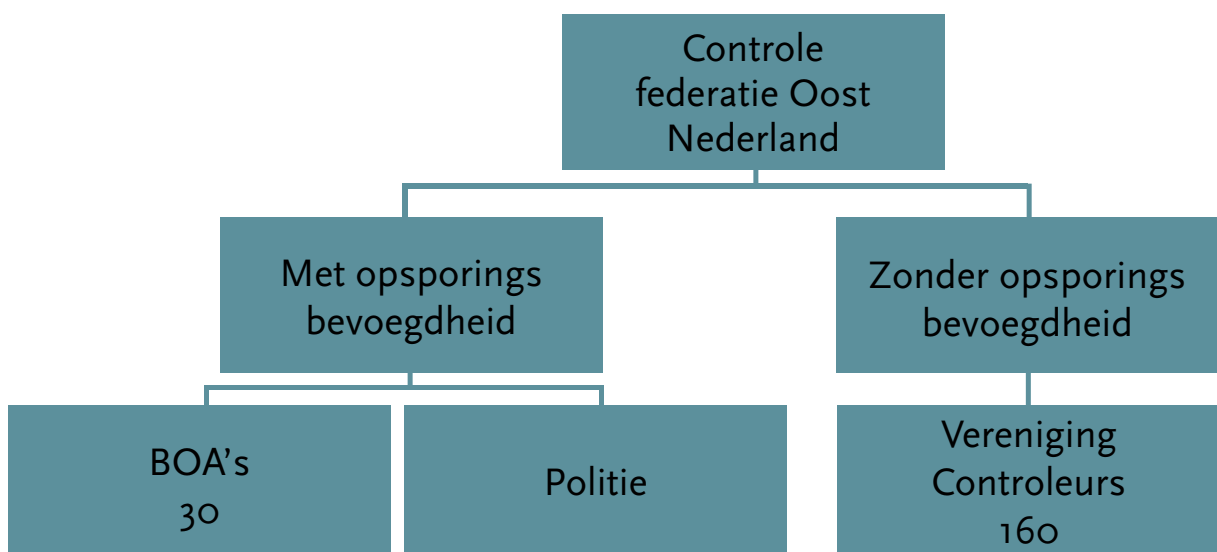 Controle
federatie Oost
Nederland
Met opsporings
bevoegdheid
Zonder opsporings
bevoegdheid
BOA's
30
Politie
Vereniging
Controleurs
160